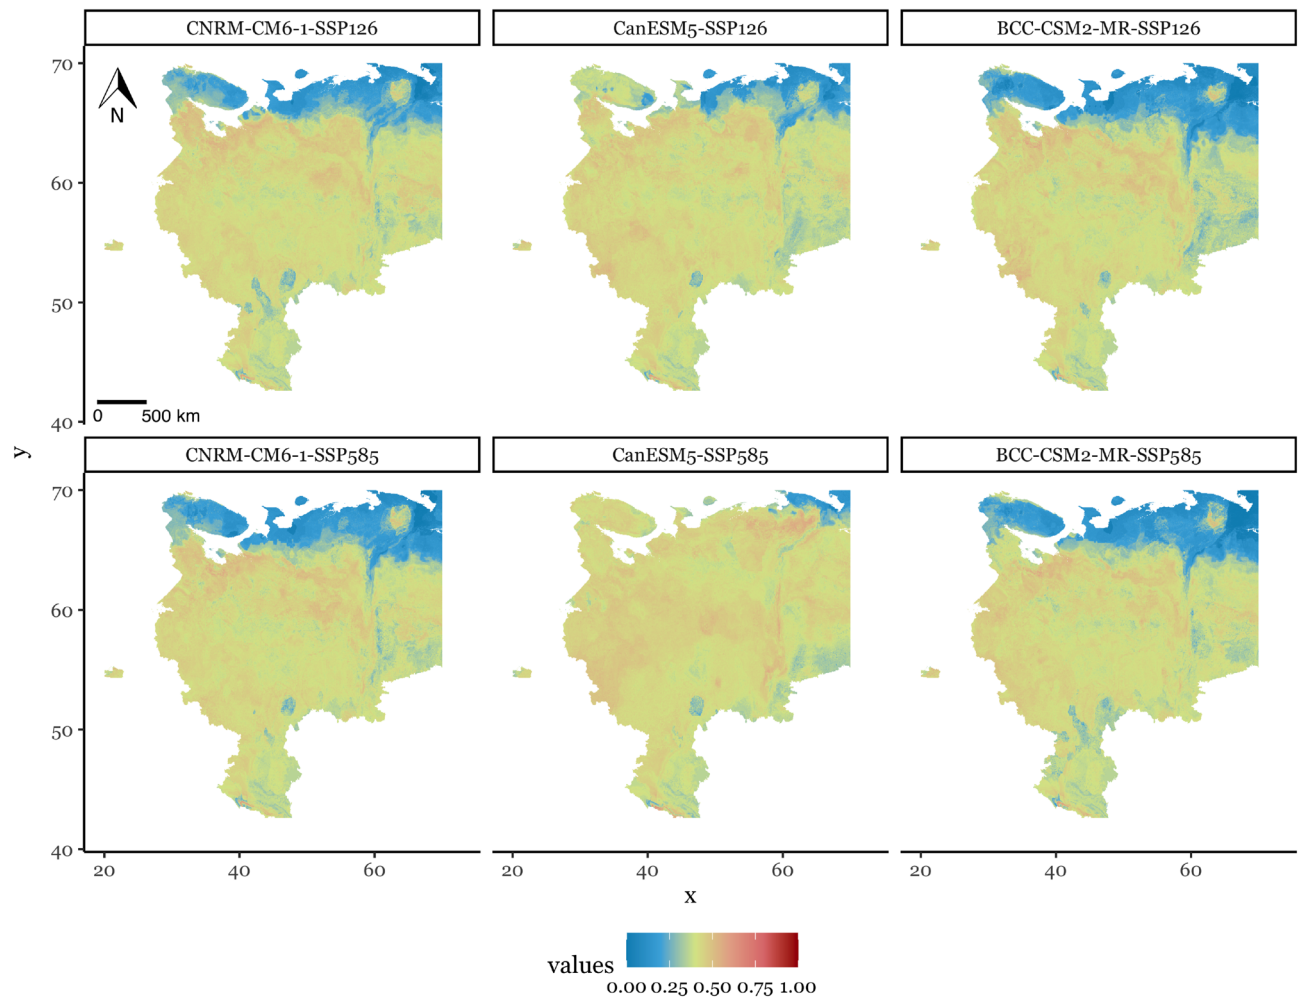 CNRM-CM6-1-SSP126 CanESM5-SSP126 BCC-CSM2-MR-SSP126
70
N
60
50
0 500 km
40
y
CNRM-CM6-1-SSP585 CanESM5-SSP585 BCC-CSM2-MR-SSP585
70
60
50
40
20 40 60 20 40 60 20 40 60
x
values
0.00 0.25 0.50 0.75 1.00